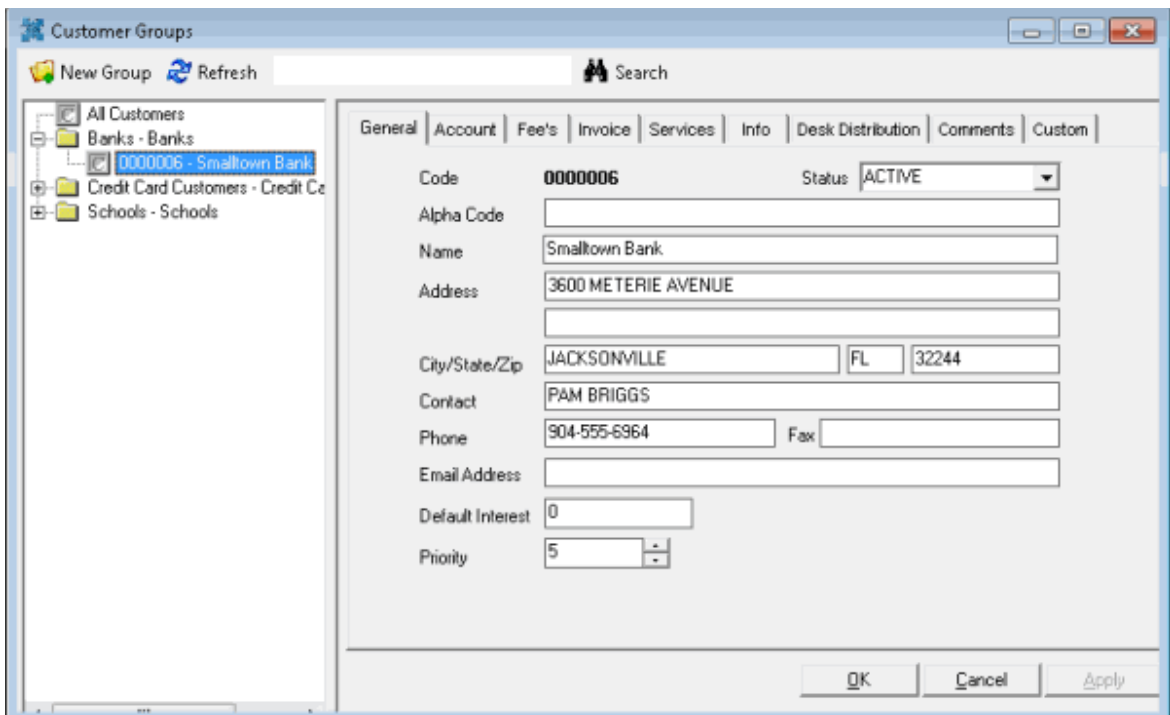 Customer Groups
New Group Refresh Search
All Customers
Banks - Banks
0000006 - Smalltown Bank
Credit Card Customers - Credit Ca
Schools - Schools
General Account Fee's Invoice Services Info Desk Distribution Comments Custom
Code 0000006 Status ACTIVE
Alpha Code
Name Smalltown Bank
Address 3600 METERIE AVENUE
City/State/Zip JACKSONVILLE FL 32244
Contact PAM BRIGGS
Phone 904-555-6964 Fax
Email Address
Default Interest 0
Priority 5
OK Cancel Apply